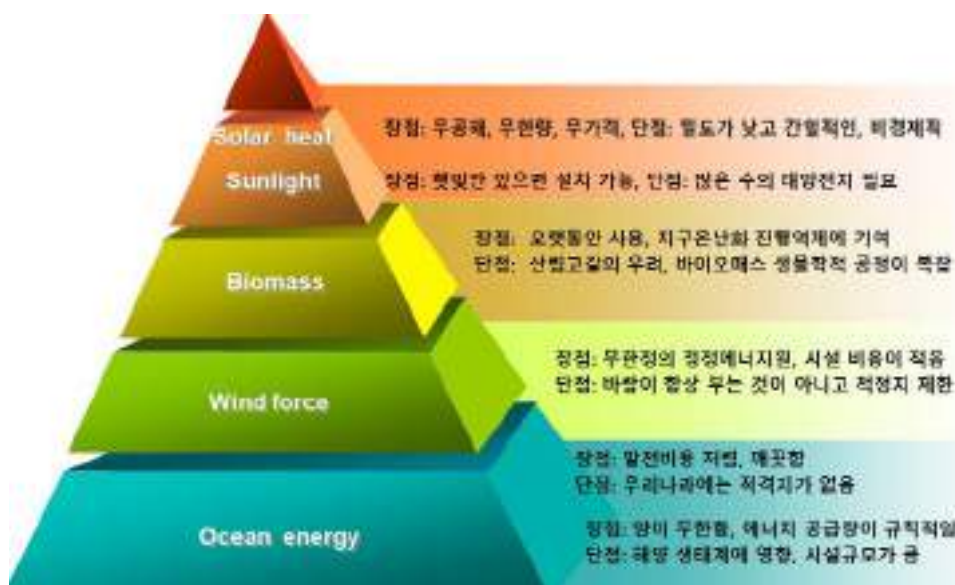 Solar heat
장점: 무공해, 무한량, 무가격, 단점: 밀도가 낮고 간헐적인, 비경제적
Sunlight
장점: 햇빛만 있으면 설치 가능, 단점: 많은 수의 태양전지 필요
장점: 오랫동안 사용, 지구온난화 진행억제에 기여
단점: 산림고갈의 우려, 바이오매스 생물학적 공정이 복잡
Biomass
장점: 무한정의 청정에너지원, 시설 비용이 적음
단점: 바람이 항상 부는 것이 아니고 적정지 제한
Wind force
장점: 발전비용 저렴, 깨끗함
단점: 우리나라에는 적격지가 없음
Ocean energy
장점: 양이 무한함, 에너지 공급장이 규칙적임
단점: 해양 생태계에 영향, 시설규모가 큼